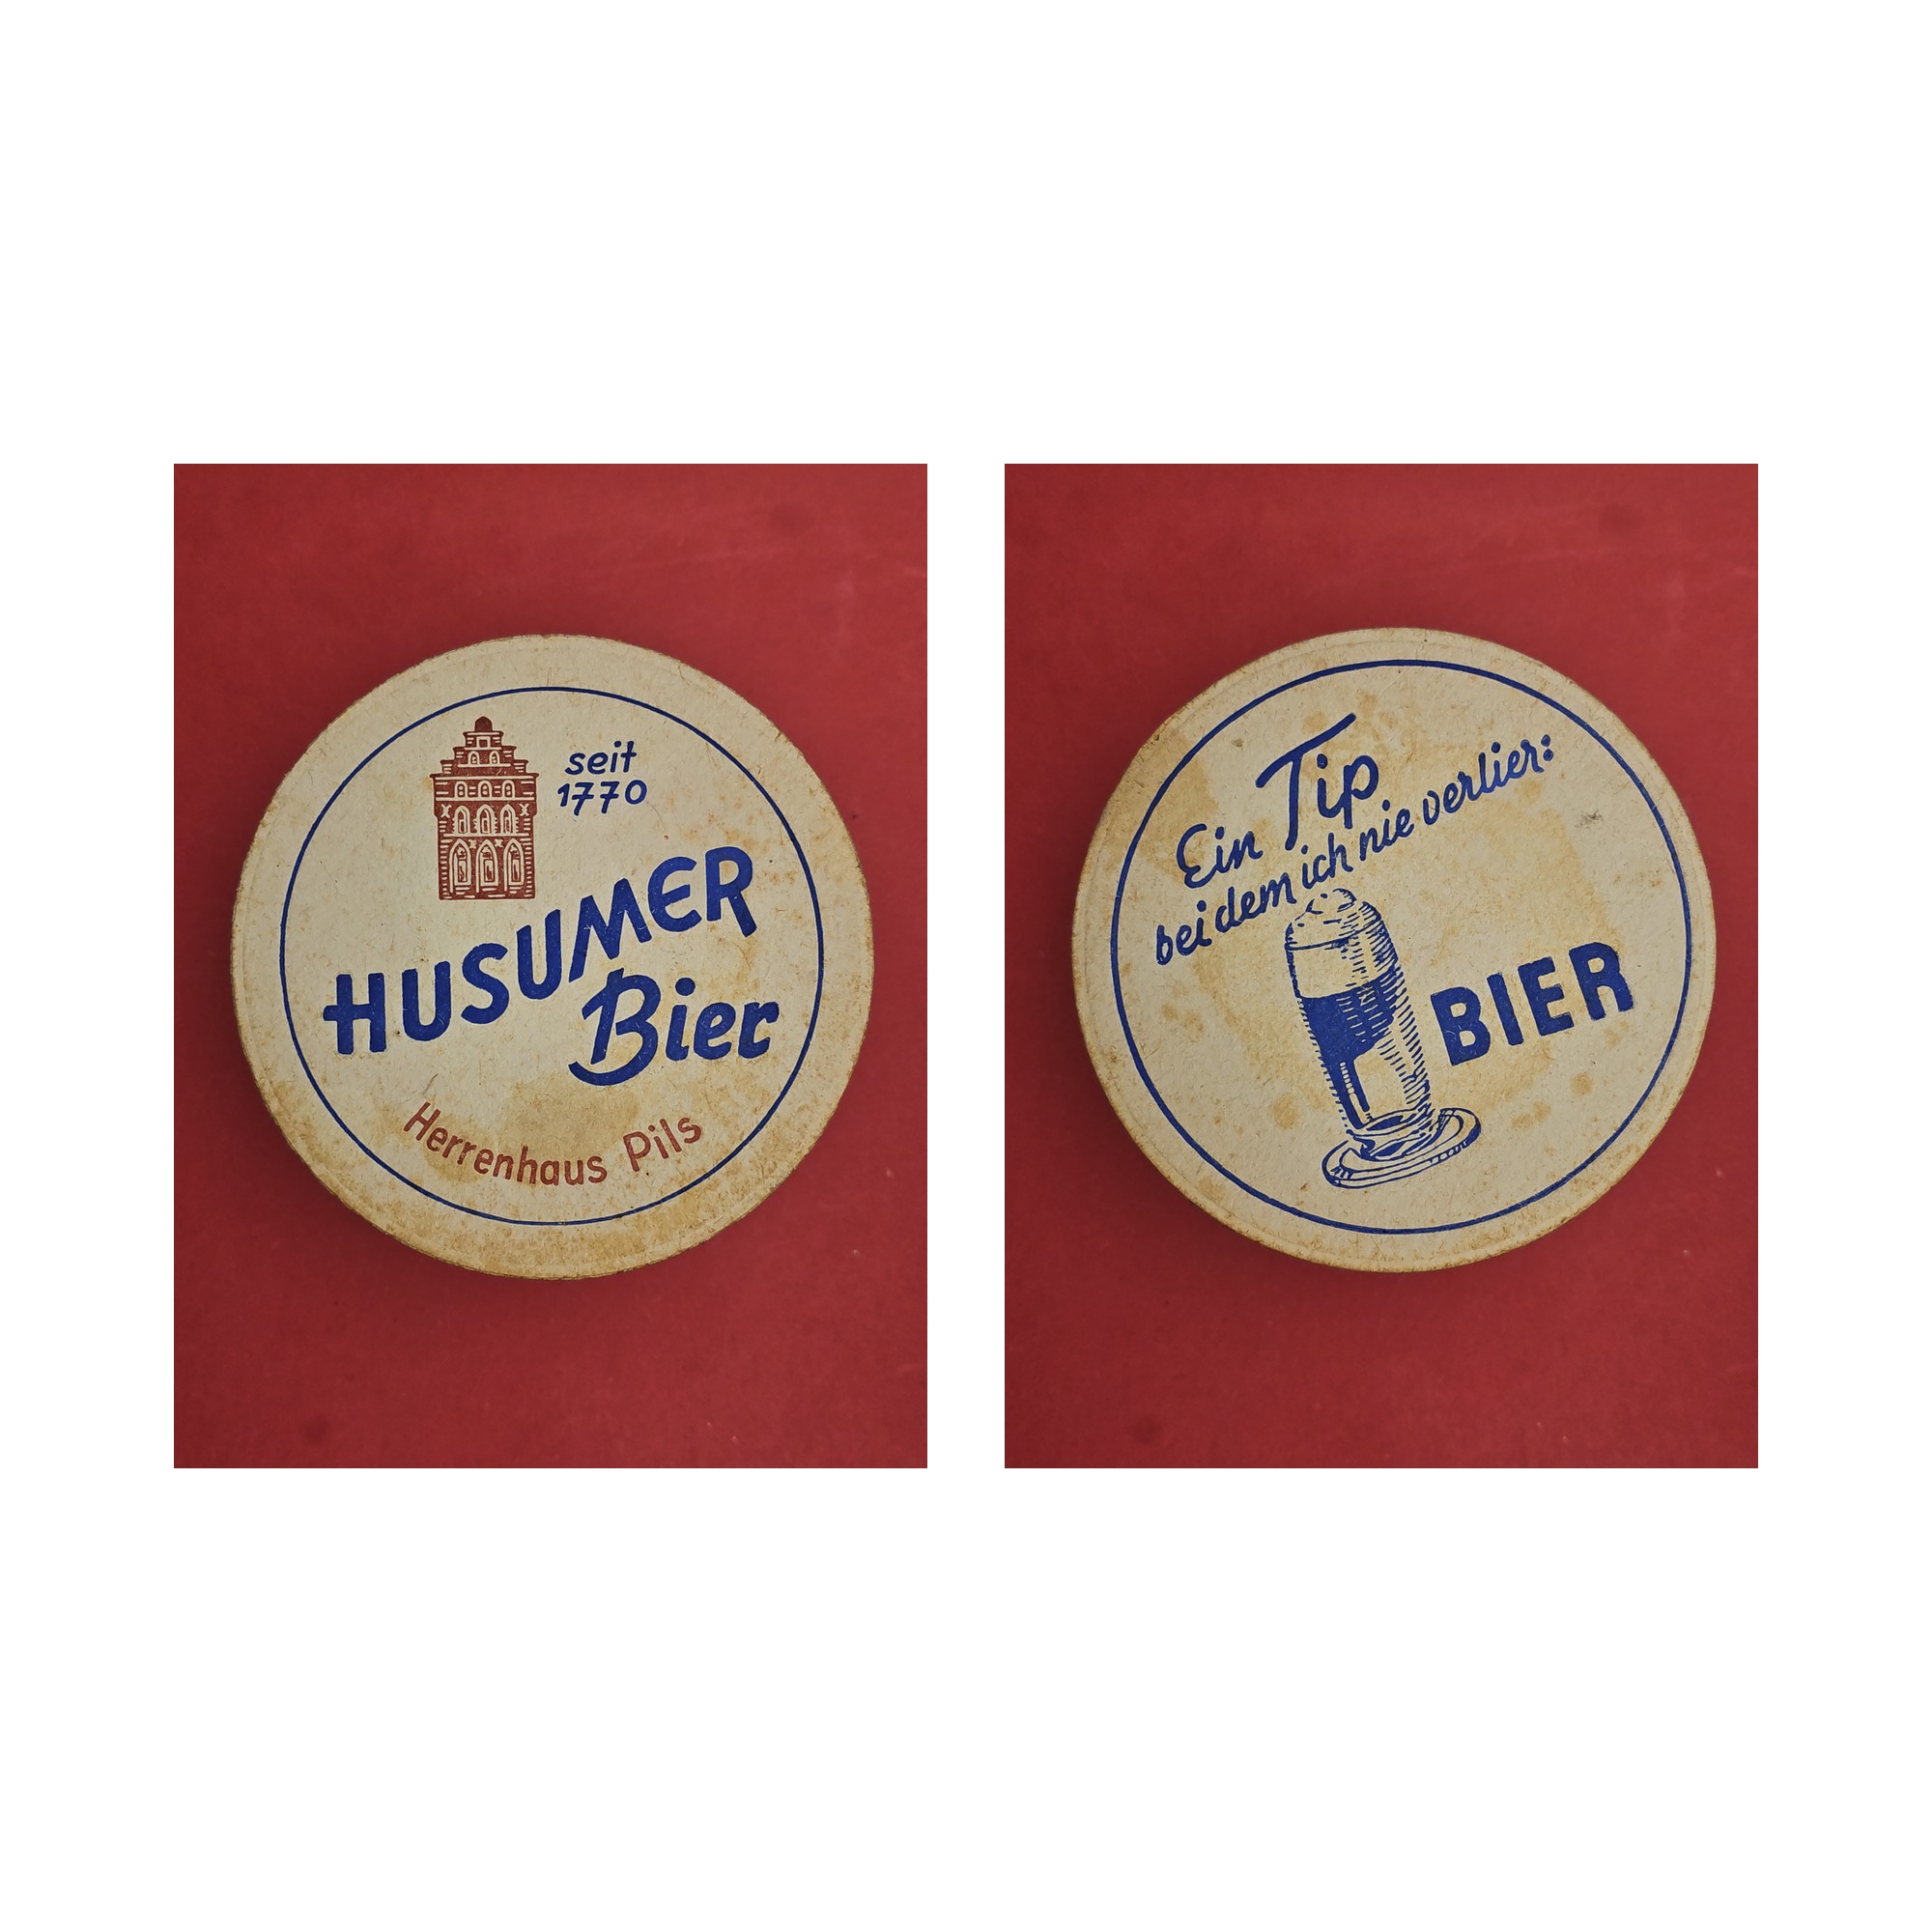 seit
1770
HUSUMER
Bier
Herrenhaus Pils
Ein Tip
bei dem ich nie verlier:
BIER